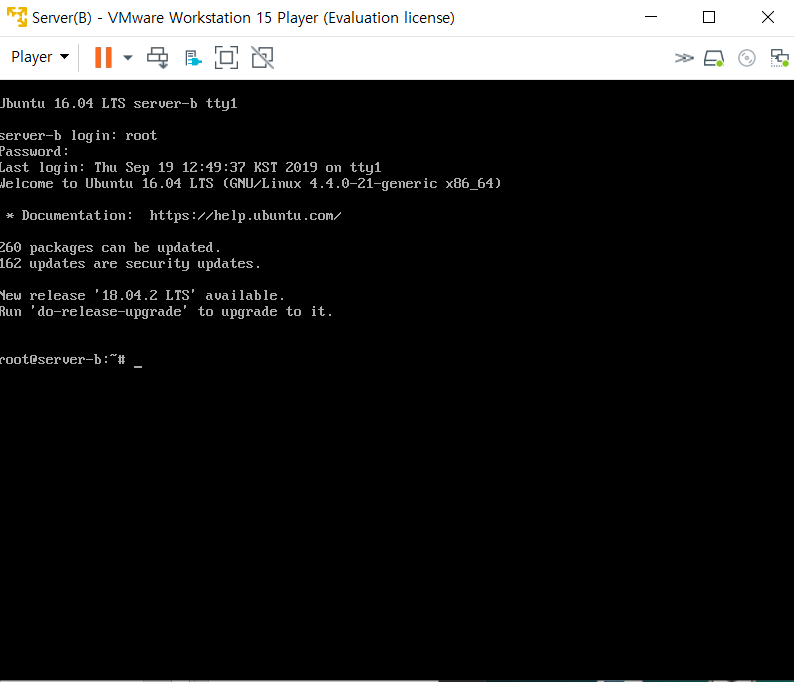 Server(B) - VMware Workstation 15 Player (Evaluation license)
Player
Ubuntu 16.04 LTS server-b tty1
server-b login: root
Password:
Last login: Thu Sep 19 12:49:37 KST 2019 on tty1
Welcome to Ubuntu 16.04 LTS (GNU/Linux 4.4.0-21-generic x86_64)
* Documentation:  https://help.ubuntu.com/
260 packages can be updated.
162 updates are security updates.
New release '18.04.2 LTS' available.
Run 'do-release-upgrade' to upgrade to it.
root@server-b:~# _